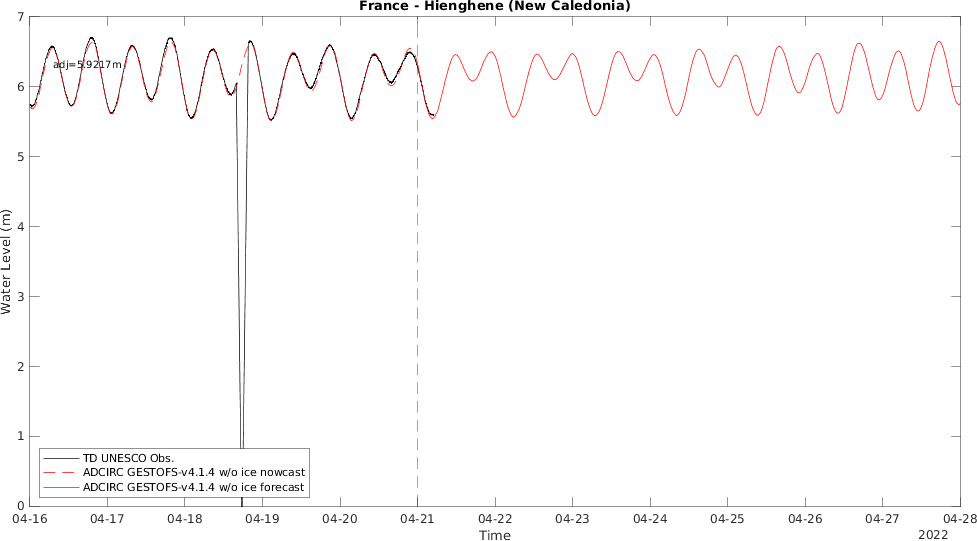 France - Hienghene (New Caledonia)
7
6
5
4
3
2
1
0
Water Level (m)
adj=5.9217m
TD UNESCO Obs.
ADCIRC GESTOFS-v4.1.4 w/o ice nowcast
ADCIRC GESTOFS-v4.1.4 w/o ice forecast
04-16 04-17 04-18 04-19 04-20 04-21 04-22 04-23 04-24 04-25 04-26 04-27 04-28
Time
2022